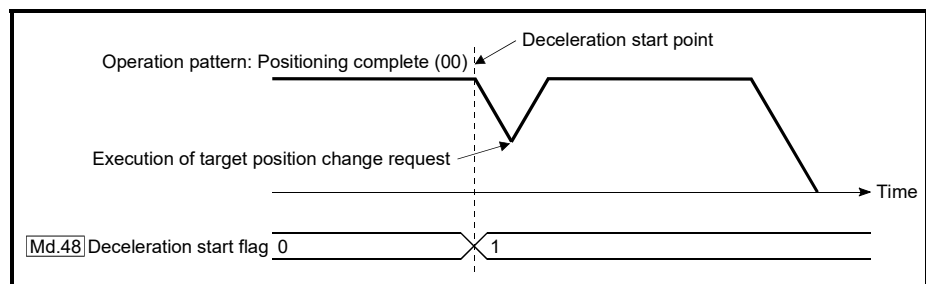 Deceleration start point
Operation pattern: Positioning complete (00)
Execution of target position change request
Time
Md.48 Deceleration start flag 0 1